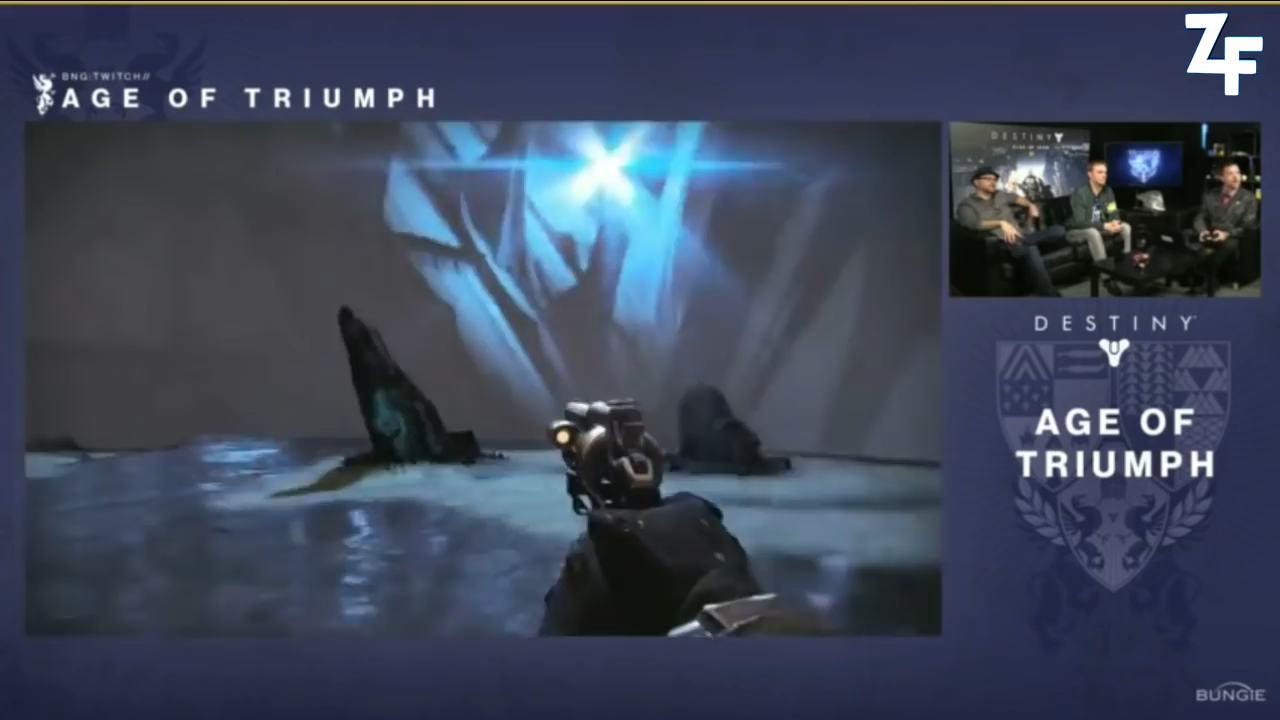 ZF
BNG:TWITCH//
AGE OF TRIUMPH
DESTINY
DESTINY
AGE OF
TRIUMPH
BUNGiE